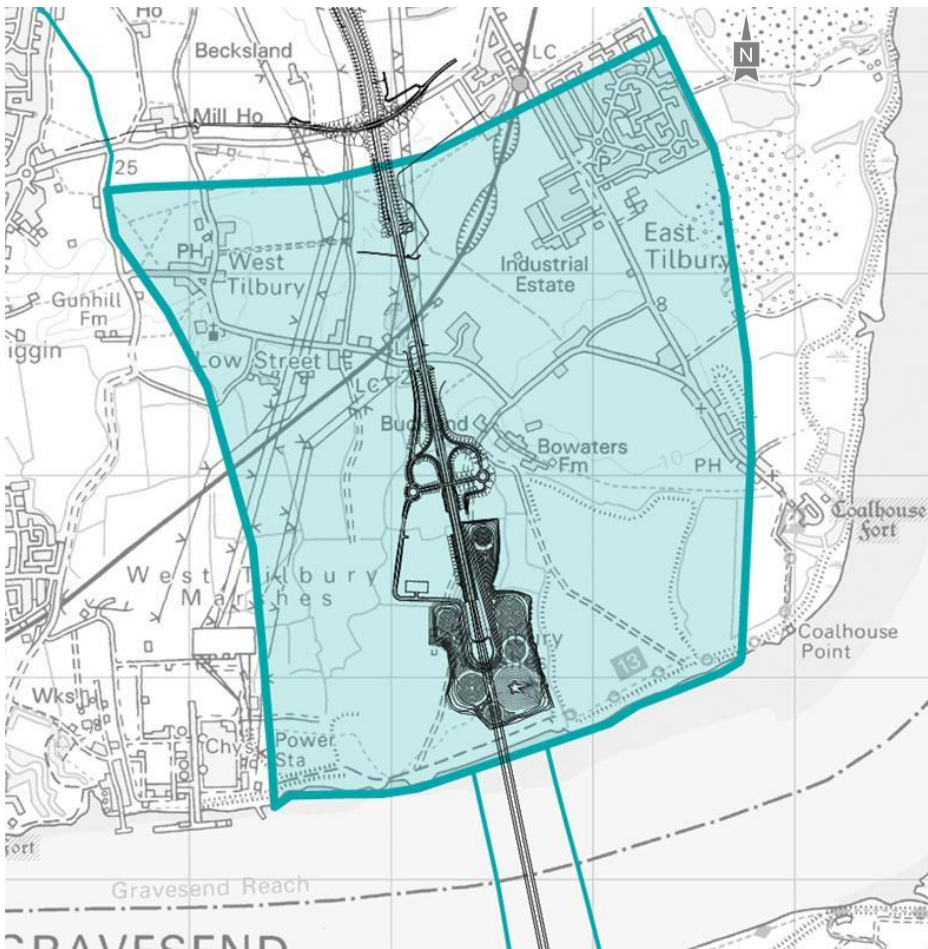 Ho
Becksland
LC
N
Mill Ho
25
PH
West
Tilbury
East
Tilbury
Industrial
Estate
Gunhill
Fm
8
iggin
Low Street
LC
Bowaters
Fm
PH
Coalhouse
Fort
West Tilbury
Marshes
Coalhouse
Point
13
Wks
Chys
Power
Sta
ort
Gravesend Reach
GRAVESEND